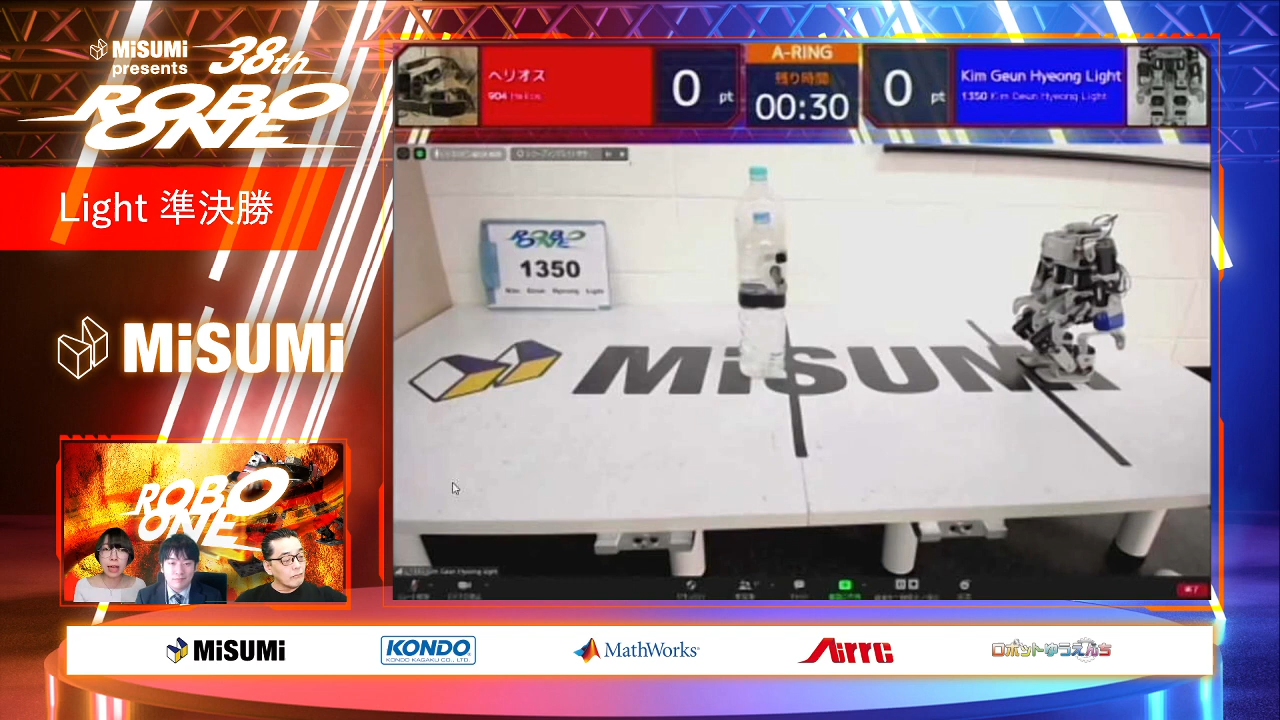 MiSUMi
presents
38th
ROBO
ONE
Light 準決勝
MiSUMi
ROBO
ONE
ヘリオス
904 Helios
0 pt
A-RING
残り時間
00:30
0 pt
Kim Geun Hyeong Light
1350 Kim Geun Hyeong Light
ROBO
ONE
1350
Kim Geun Hyeong Light
MiSUMi
終了
MiSUMi
KONDO
KONDO KAGAKU CO., LTD.
MathWorks
Airrc
ロボットゆうえんち